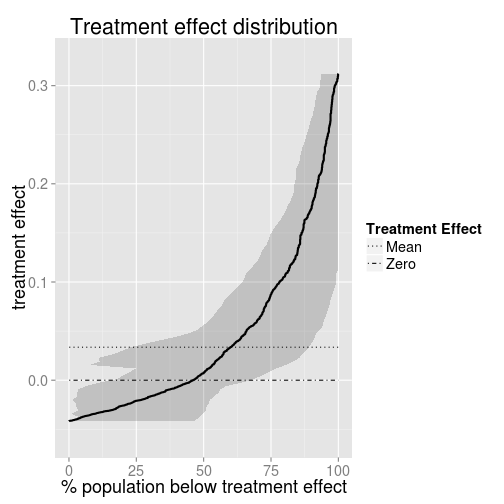 Treatment effect distribution
treatment effect
0.3
0.2
0.1
0.0
0 25 50 75 100
% population below treatment effect
Treatment Effect
Mean
Zero